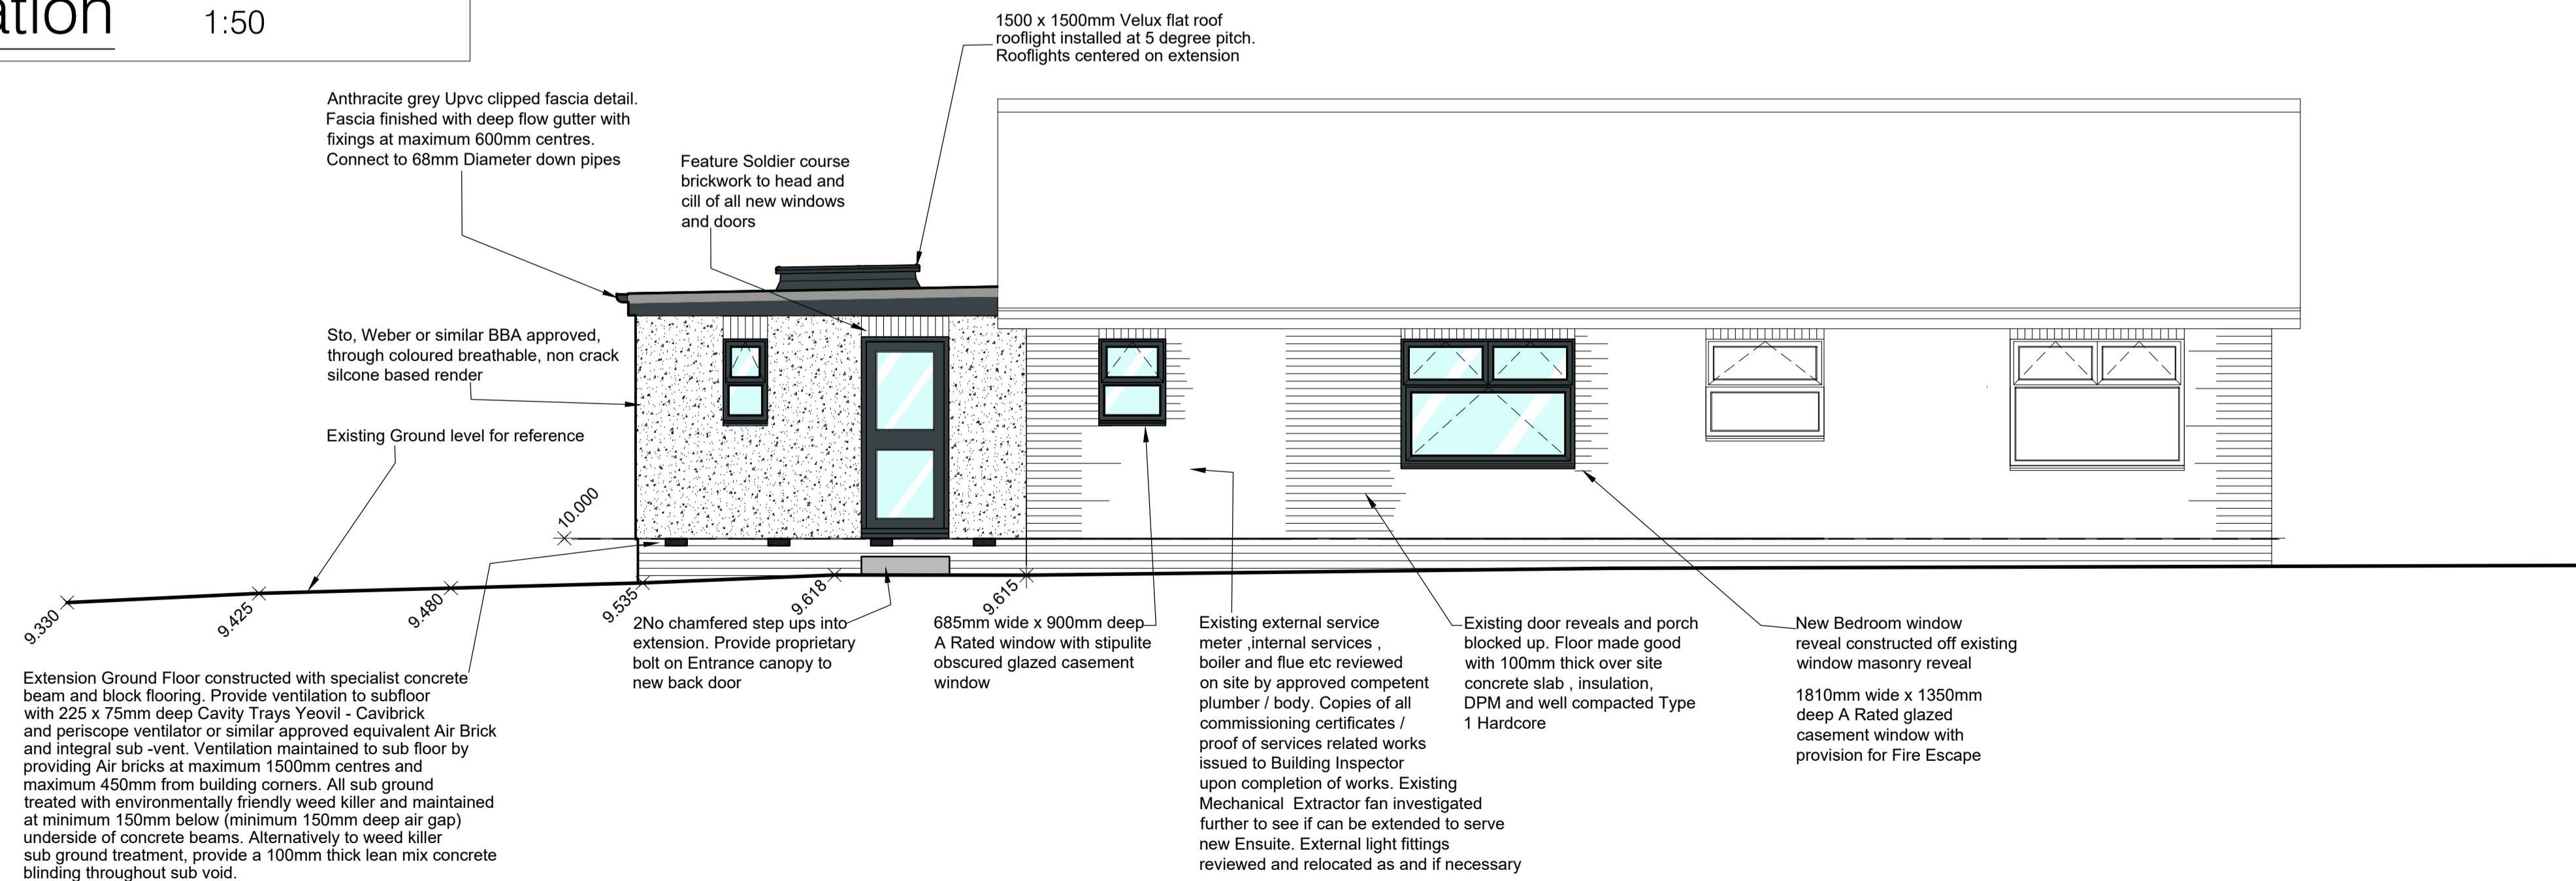 ation
1:50
1500 x 1500mm Velux flat roof
rooflight installed at 5 degree pitch.
Rooflights centered on extension
Anthracite grey Upvc clipped fascia detail.
Fascia finished with deep flow gutter with
fixings at maximum 600mm centres.
Connect to 68mm Diameter down pipes
Feature Soldier course
brickwork to head and
cill of all new windows
and doors
Sto, Weber or similar BBA approved,
through coloured breathable, non crack
silcone based render
Existing Ground level for reference
10.000
9.330
9.425
9.480
9.535
9.618
9.615
Extension Ground Floor constructed with specialist concrete
beam and block flooring. Provide ventilation to subfloor
with 225 x 75mm deep Cavity Trays Yeovil - Cavibrick
and periscope ventilator or similar approved equivalent Air Brick
and integral sub -vent. Ventilation maintained to sub floor by
providing Air bricks at maximum 1500mm centres and
maximum 450mm from building corners. All sub ground
treated with environmentally friendly weed killer and maintained
at minimum 150mm below (minimum 150mm deep air gap)
underside of concrete beams. Alternatively to weed killer
sub ground treatment, provide a 100mm thick lean mix concrete
blinding throughout sub void.
2No chamfered step ups into
extension. Provide proprietary
bolt on Entrance canopy to
new back door
685mm wide x 900mm deep
A Rated window with stipulite
obscured glazed casement
window
Existing external service
meter ,internal services ,
boiler and flue etc reviewed
on site by approved competent
plumber / body. Copies of all
commissioning certificates /
proof of services related works
issued to Building Inspector
upon completion of works. Existing
Mechanical  Extractor fan investigated
further to see if can be extended to serve
new Ensuite. External light fittings
reviewed and relocated as and if necessary
Existing door reveals and porch
blocked up. Floor made good
with 100mm thick over site
concrete slab , insulation,
DPM and well compacted Type
1 Hardcore
New Bedroom window
reveal constructed off existing
window masonry reveal
1810mm wide x 1350mm
deep A Rated glazed
casement window with
provision for Fire Escape